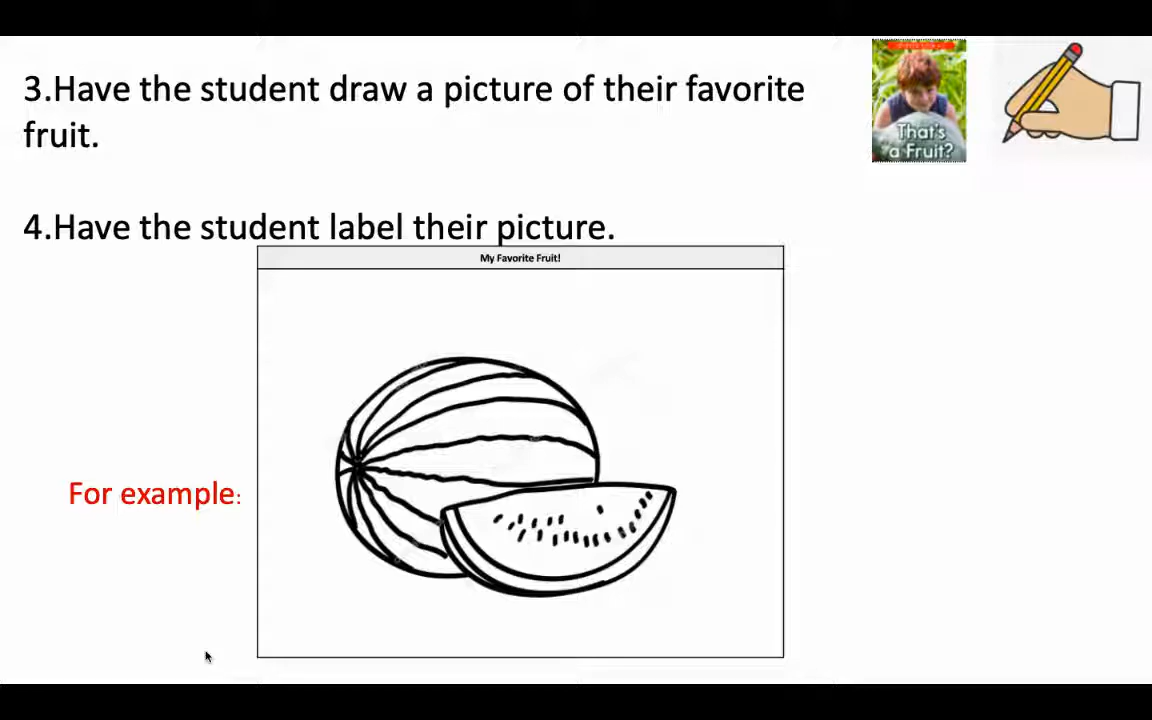 3.Have the student draw a picture of their favorite
fruit.
That's
a Fruit?
4.Have the student label their picture.
My Favorite Fruit!
For example: